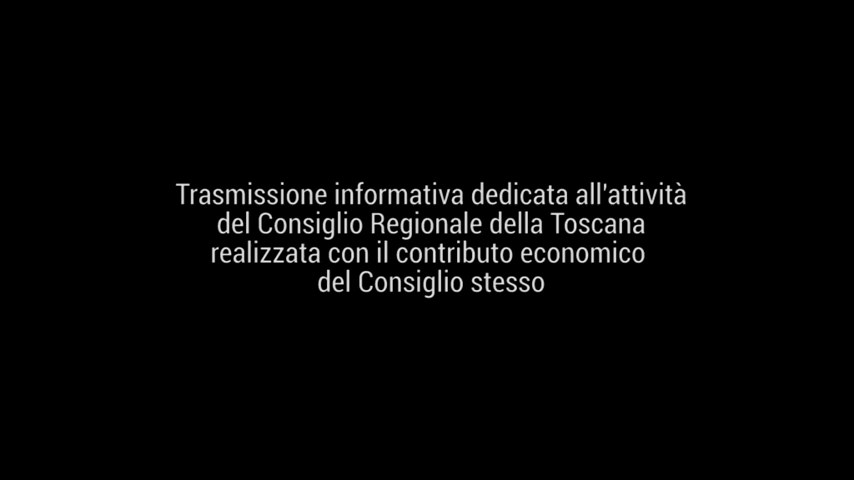 Trasmissione informativa dedicata all'attività
del Consiglio Regionale della Toscana
realizzata con il contributo economico
del Consiglio stesso